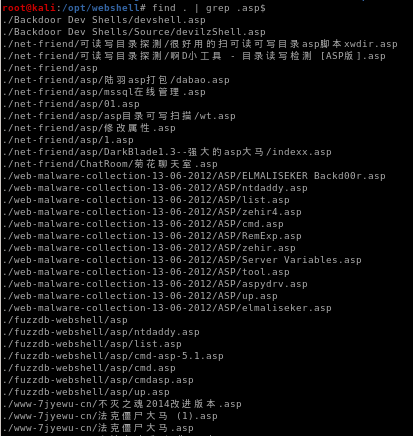 root@kali:/opt/webshell# find . | grep .asp$
./Backdoor Dev Shells/devshell.asp
./Backdoor Dev Shells/Source/devilzShell.asp
./net-friend/可读写目录探测/很好用的扫可读可写目录asp脚本xwdir.asp
./net-friend/可读写目录探测/啊D小工具 - 目录读写检测 [ASP版].asp
./net-friend/asp
./net-friend/asp/陆羽asp打包/dabao.asp
./net-friend/asp/mssql在线管理.asp
./net-friend/asp/01.asp
./net-friend/asp/asp目录可写扫描/wt.asp
./net-friend/asp/修改属性.asp
./net-friend/asp/1.asp
./net-friend/asp/DarkBlade1.3--强大的asp大马/indexx.asp
./net-friend/ChatRoom/菊花聊天室.asp
./web-malware-collection-13-06-2012/ASP/ELMALISEKER Backd00r.asp
./web-malware-collection-13-06-2012/ASP/ntdaddy.asp
./web-malware-collection-13-06-2012/ASP/list.asp
./web-malware-collection-13-06-2012/ASP/zehir4.asp
./web-malware-collection-13-06-2012/ASP/cmd.asp
./web-malware-collection-13-06-2012/ASP/RemExp.asp
./web-malware-collection-13-06-2012/ASP/zehir.asp
./web-malware-collection-13-06-2012/ASP/Server Variables.asp
./web-malware-collection-13-06-2012/ASP/tool.asp
./web-malware-collection-13-06-2012/ASP/aspydrv.asp
./web-malware-collection-13-06-2012/ASP/up.asp
./web-malware-collection-13-06-2012/ASP/elmaliseker.asp
./fuzzdb-webshell/asp
./fuzzdb-webshell/asp/ntdaddy.asp
./fuzzdb-webshell/asp/list.asp
./fuzzdb-webshell/asp/cmd-asp-5.1.asp
./fuzzdb-webshell/asp/cmd.asp
./fuzzdb-webshell/asp/cmdasp.asp
./fuzzdb-webshell/asp/up.asp
./www-7jyewu-cn/不灭之魂2014改进版本.asp
./www-7jyewu-cn/法克僵尸大马 (1).asp
./www-7jyewu-cn/法克僵尸大马.asp